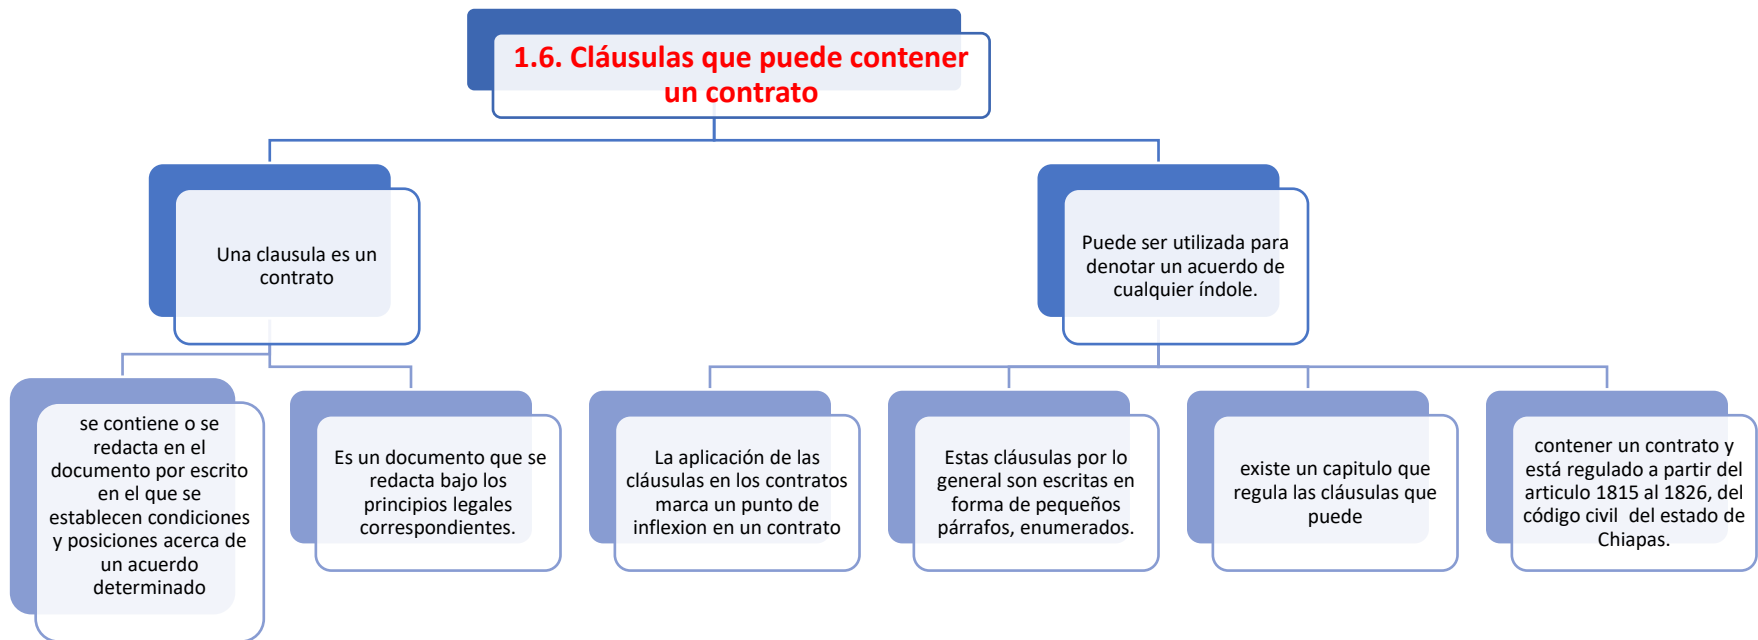 1.6. Cláusulas que puede contener
un contrato
Una clausula es un
contrato
Puede ser utilizada para
denotar un acuerdo de
cualquier índole.
se contiene o se
redacta en el
documento por escrito
en el que se
establecen condiciones
y posiciones acerca de
un acuerdo
determinado
Es un documento que se
redacta bajo los
principios legales
correspondientes.
La aplicación de las
cláusulas en los contratos
marca un punto de
inflexion en un contrato
Estas cláusulas por lo
general son escritas en
forma de pequeños
párrafos, enumerados.
existe un capitulo que
regula las cláusulas que
puede
contener un contrato y
está regulado a partir del
articulo 1815 al 1826, del
código civil  del estado de
Chiapas.